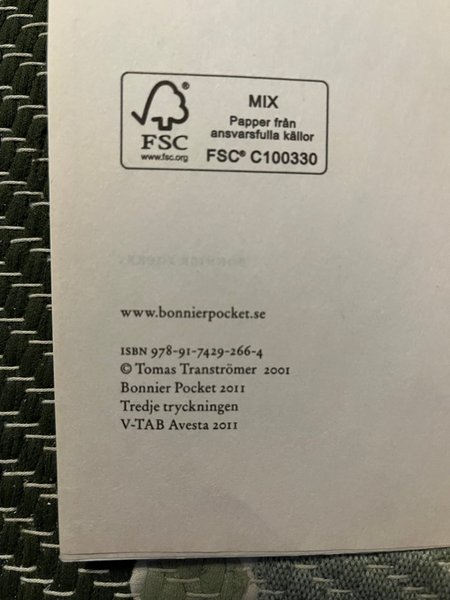 FSC®
www.fsc.org
MIX
Papper från
ansvarsfulla källor
FSC® C100330
www.bonnierpocket.se
ISBN 978-91-7429-266-4
© Tomas Tranströmer 2001
Bonnier Pocket 2011
Tredje tryckningen
V-TAB Avesta 2011